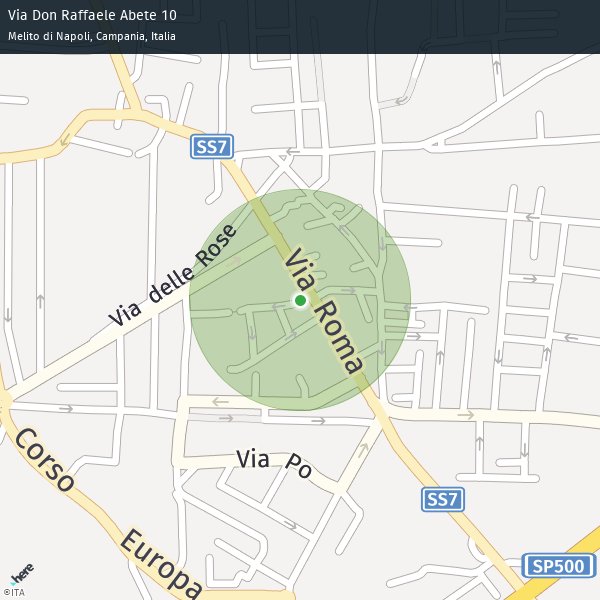 Via Don Raffaele Abete 10
Melito di Napoli, Campania, Italia
SS7
Via delle Rose
Via Roma
Corso Europa
Via Po
SS7
SP500
here
©ITA